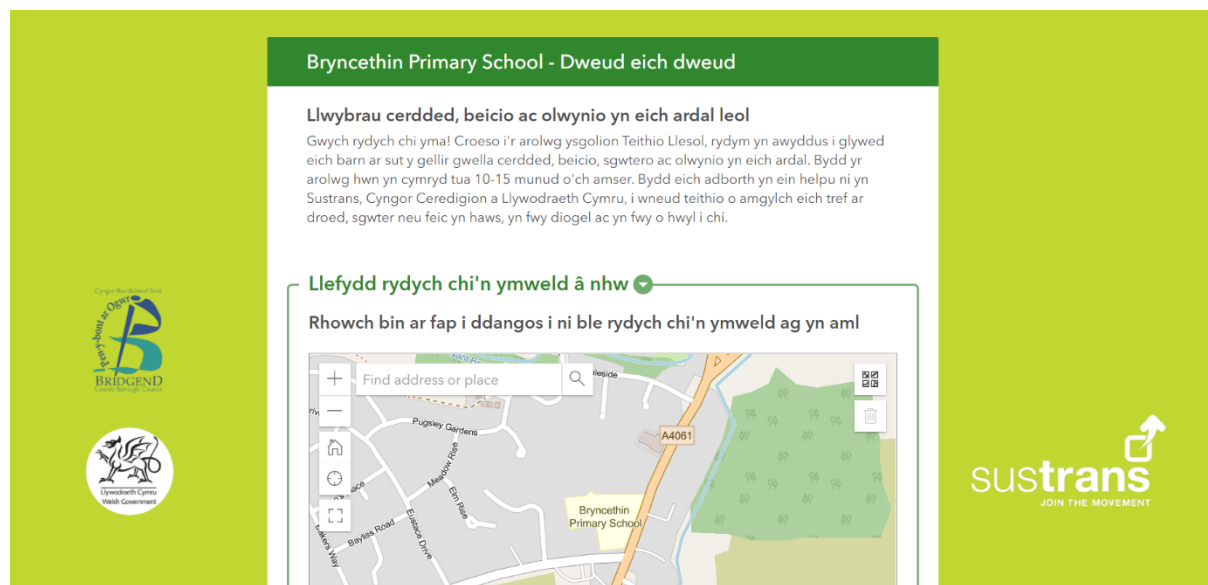 Bryncethin Primary School - Dweud eich dweud
Llwybrau cerdded, beicio ac olwynio yn eich ardal leol
Gwych rydych chi yma! Croeso i'r arolwg ysgolion Teithio Llesol, rydym yn awyddus i glywed
eich barn ar sut y gellir gwella cerdded, beicio, sgwtero ac olwynio yn eich ardal. Bydd yr
arolwg hwn yn cymryd tua 10-15 munud o'ch amser. Bydd eich adborth yn ein helpu ni yn
Sustrans, Cyngor Ceredigion a Llywodraeth Cymru, i wneud teithio o amgylch eich tref ar
droed, sgwter neu feic yn haws, yn fwy diogel ac yn fwy o hwyl i chi.
Llefydd rydych chi'n ymweld â nhw
Rhowch bin ar fap i ddangos i ni ble rydych chi'n ymweld ag yn aml
Find address or place
Pugsley Gardens
A4061
Meadow Rise
Elm Rise
Bryncethin
Primary School
Eustace Drive
Bayliss Road
Pen-y-bont ar Ogwr
BRIDGEND
County Borough Council
Llywodraeth Cymru
Welsh Government
sustrans
JOIN THE MOVEMENT